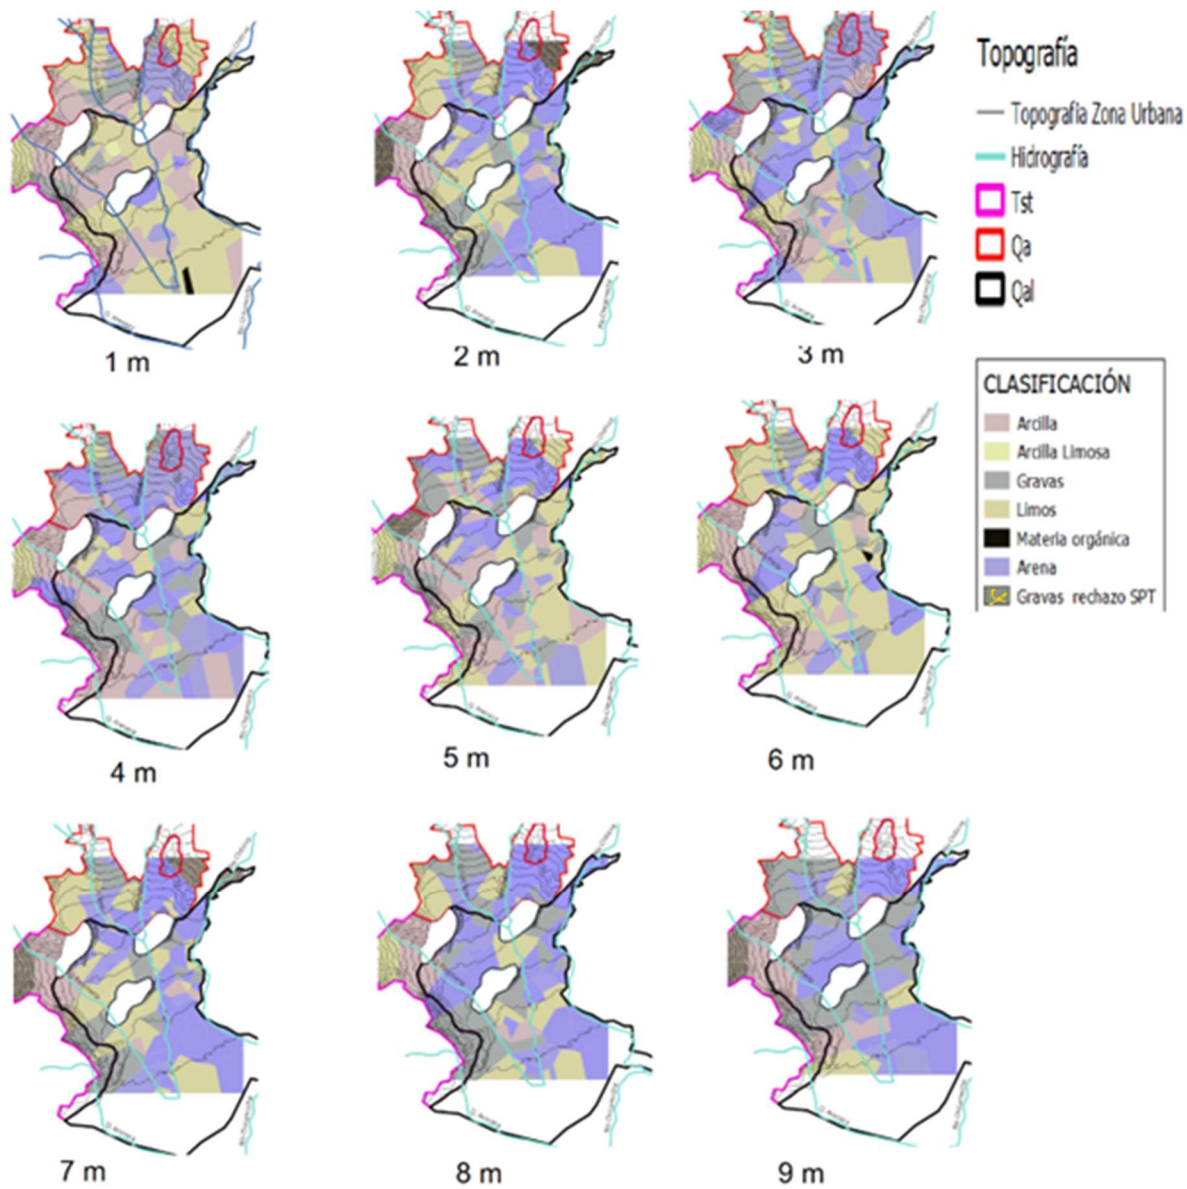 1 m
2 m
3 m
4 m
5 m
6 m
7 m
8 m
9 m
Topografía
Topografía Zona Urbana
Hidrografía
Tst
Qa
Qal
CLASIFICACIÓN
Arcilla
Arcilla Limosa
Gravas
Limos
Materia orgánica
Arena
Gravas rechazo SPT